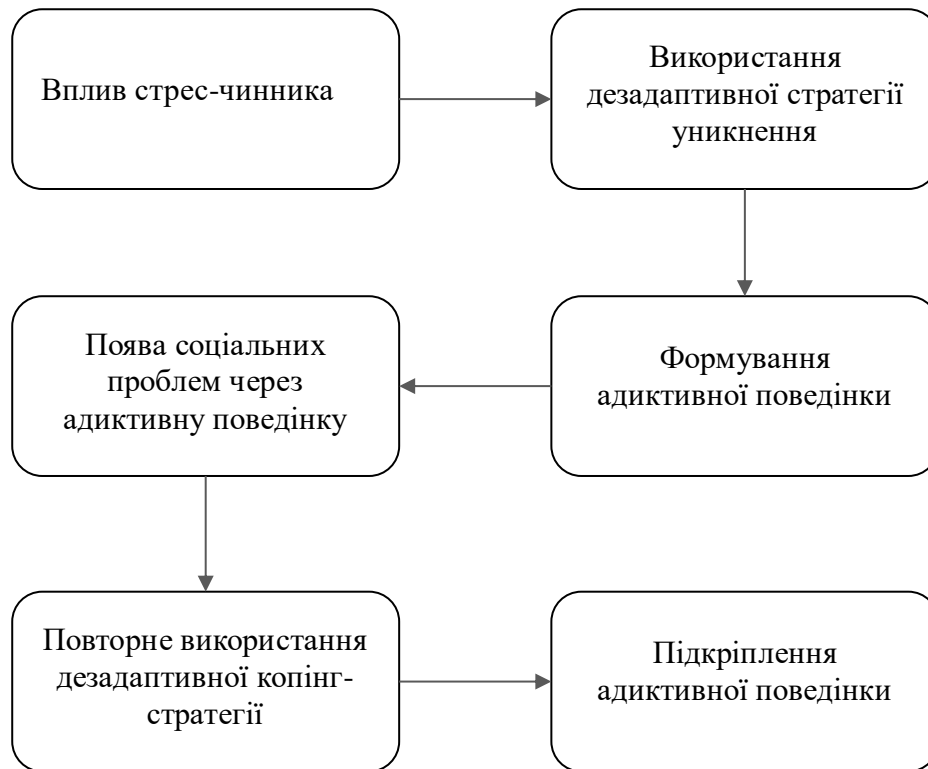 Вплив стрес-чинника
Використання
дезадаптивної стратегії
уникнення
Формування
адиктивної поведінки
Поява соціальних
проблем через
адиктивну поведінку
Повторне використання
дезадаптивної копінг-
стратегії
Підкріплення
адиктивної поведінки